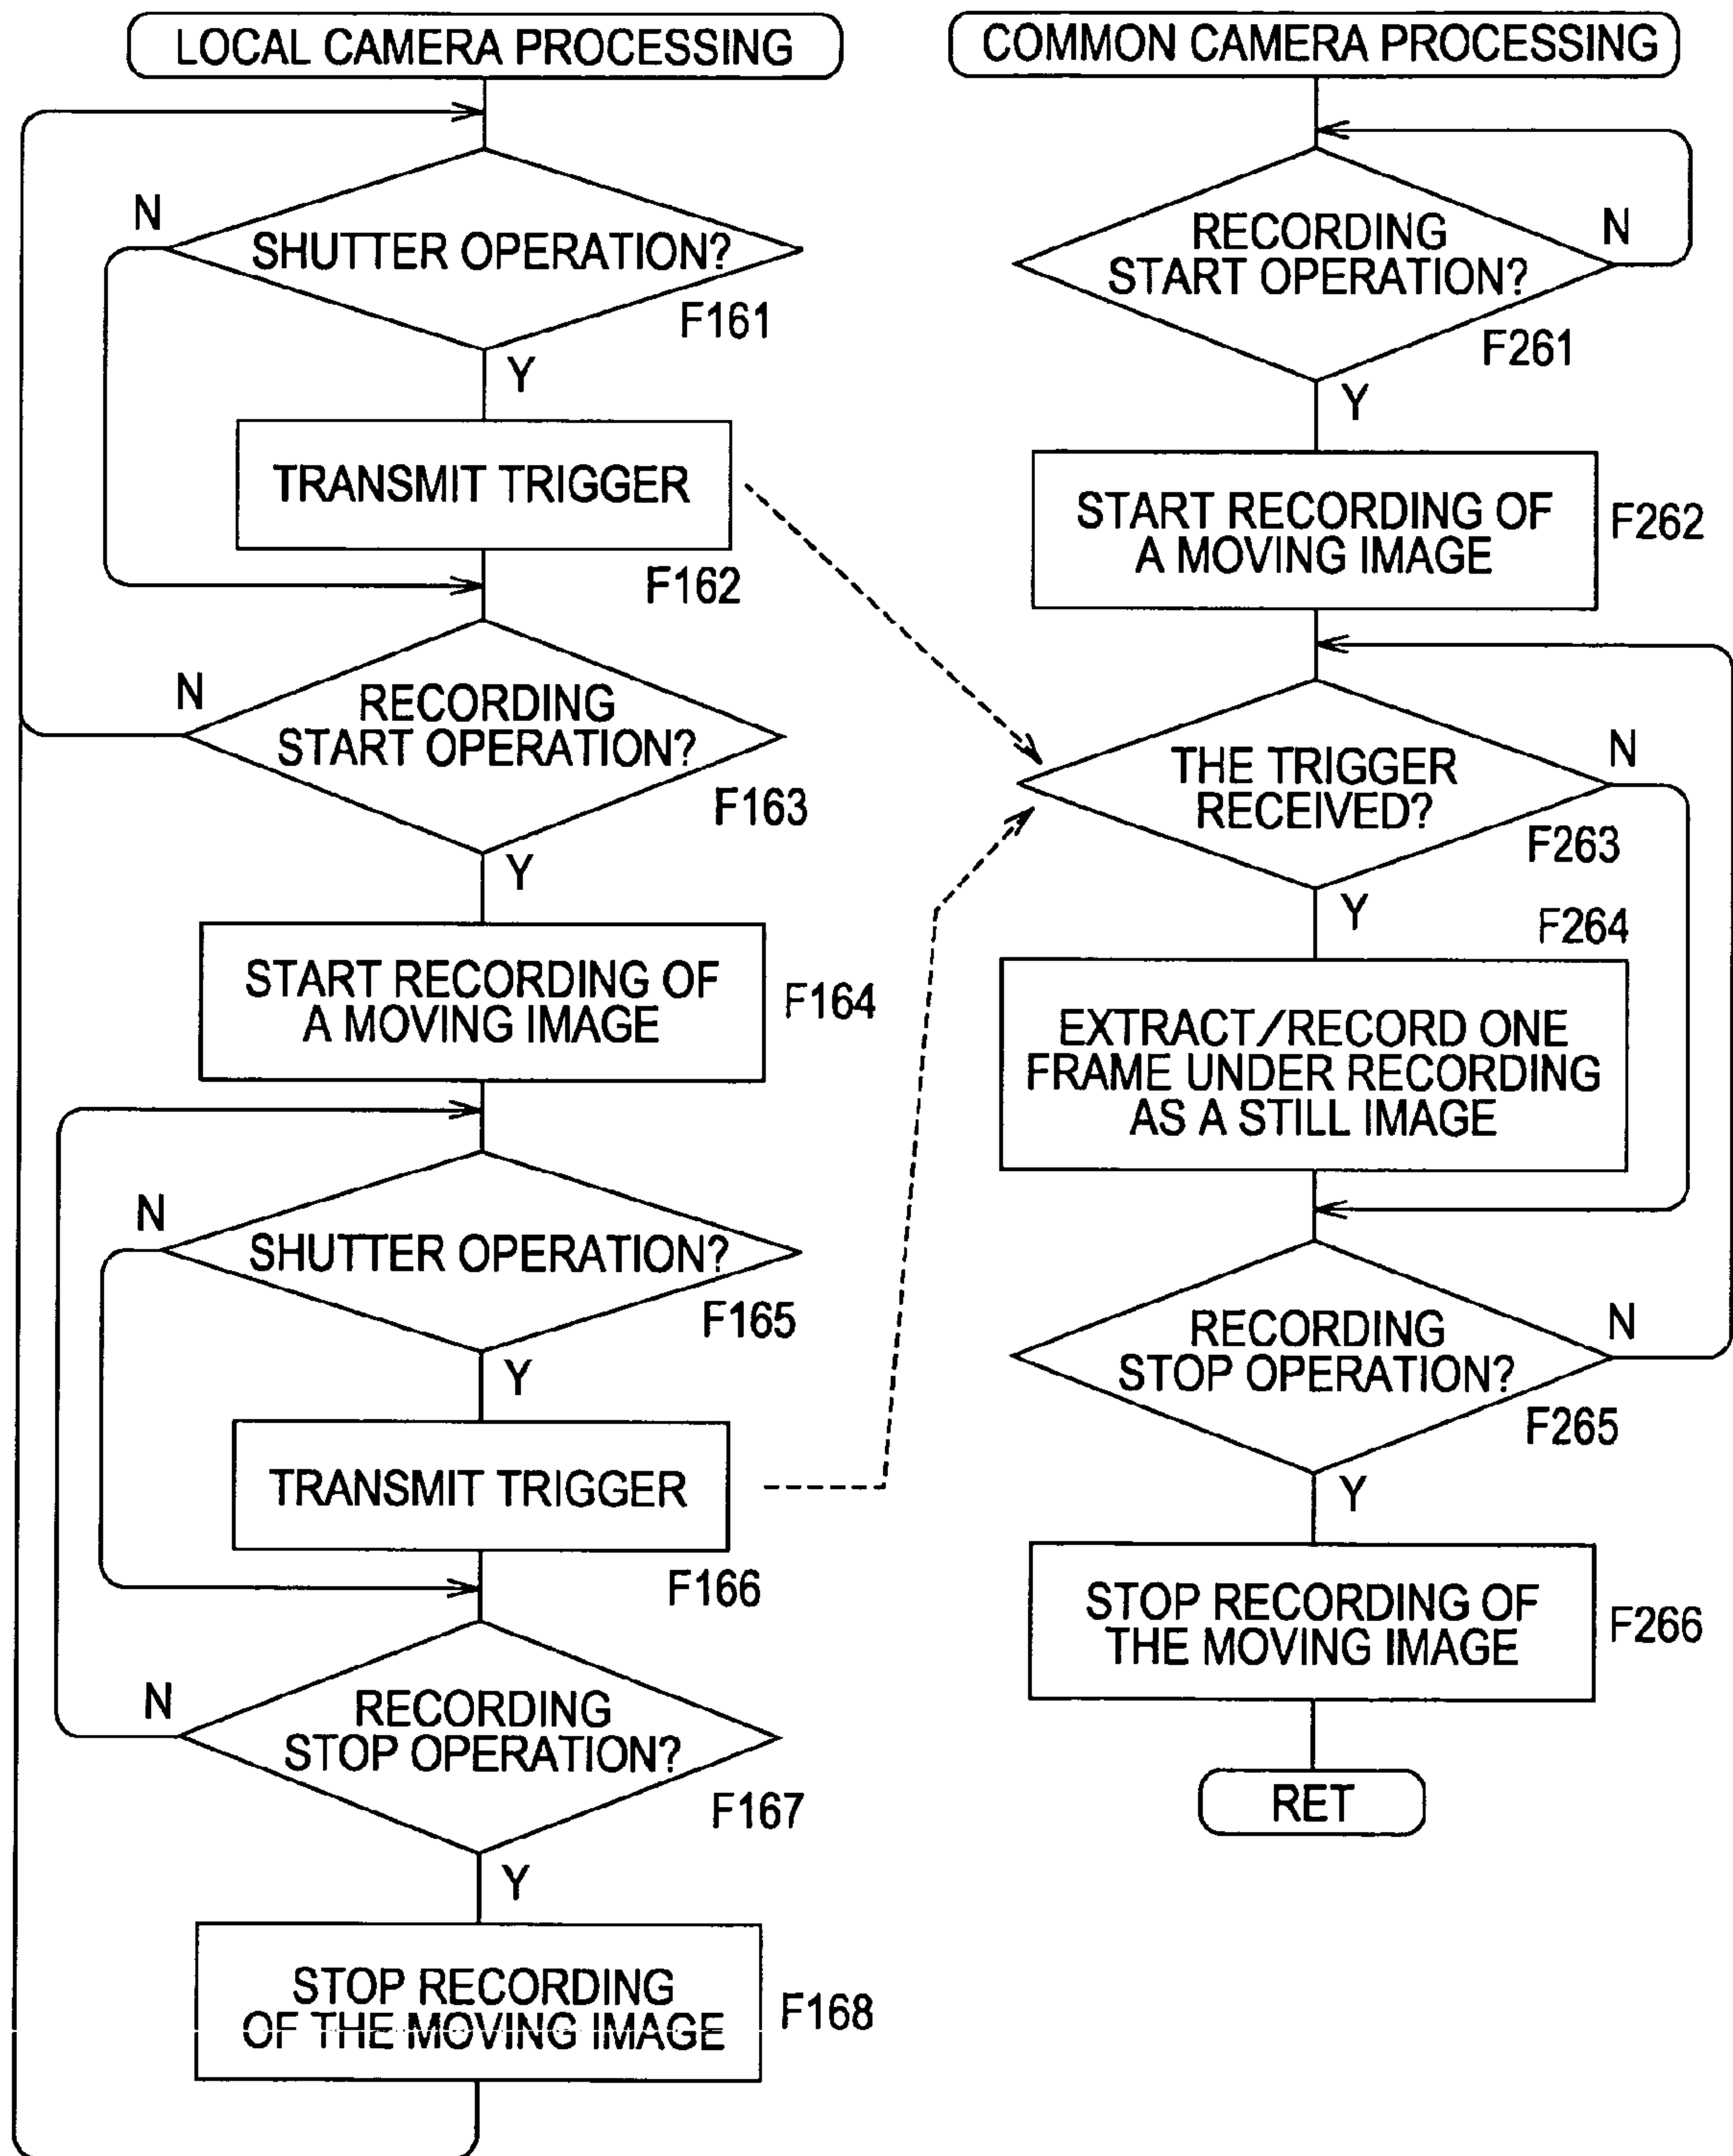 LOCAL CAMERA PROCESSING
N
SHUTTER OPERATION?
F161
Y
TRANSMIT TRIGGER
F162
N
RECORDING
START OPERATION?
F163
Y
START RECORDING OF
A MOVING IMAGE
F164
N
SHUTTER OPERATION?
F165
Y
TRANSMIT TRIGGER
F166
N
RECORDING
STOP OPERATION?
F167
Y
STOP RECORDING
OF THE MOVING IMAGE
F168
COMMON CAMERA PROCESSING
RECORDING
START OPERATION?
N
F261
Y
START RECORDING OF
A MOVING IMAGE
F262
THE TRIGGER
RECEIVED?
N
F263
Y
F264
EXTRACT/RECORD ONE
FRAME UNDER RECORDING
AS A STILL IMAGE
RECORDING
STOP OPERATION?
N
F265
Y
STOP RECORDING OF
THE MOVING IMAGE
F266
RET